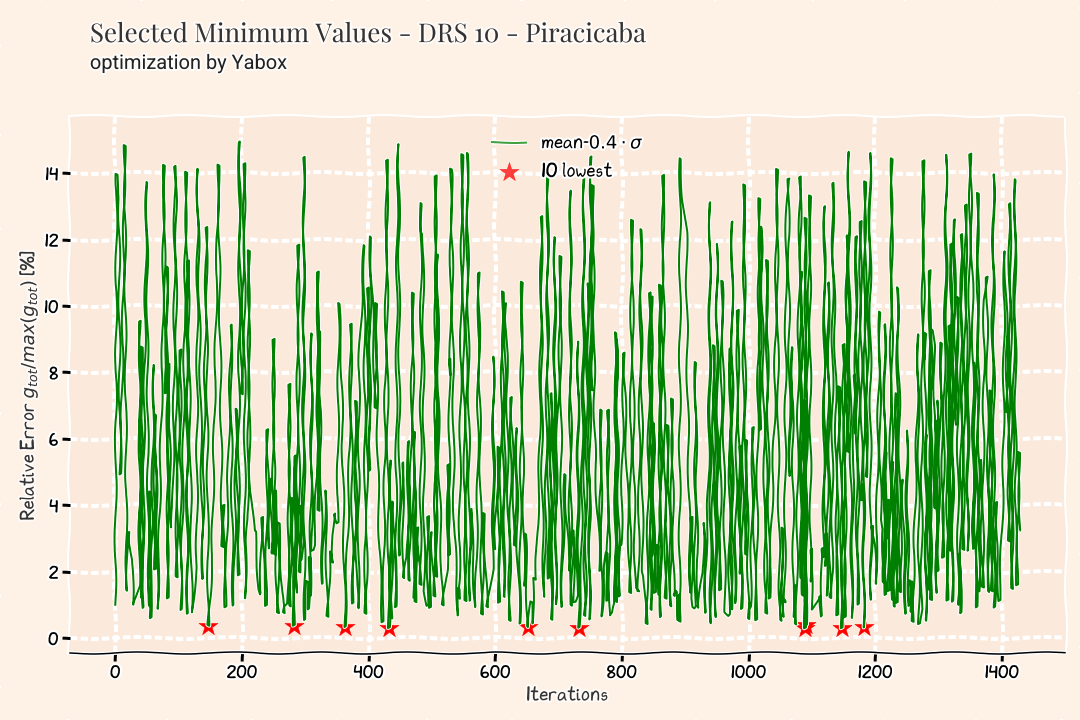 Selected Minimum Values - DRS 10 - Piracicaba
optimization by Yabox
mean-0.4 · σ
10 lowest
Relative Error g_tot/max(g_tot) [%]
14
12
10
8
6
4
2
0
0 200 400 600 800 1000 1200 1400
Iterations